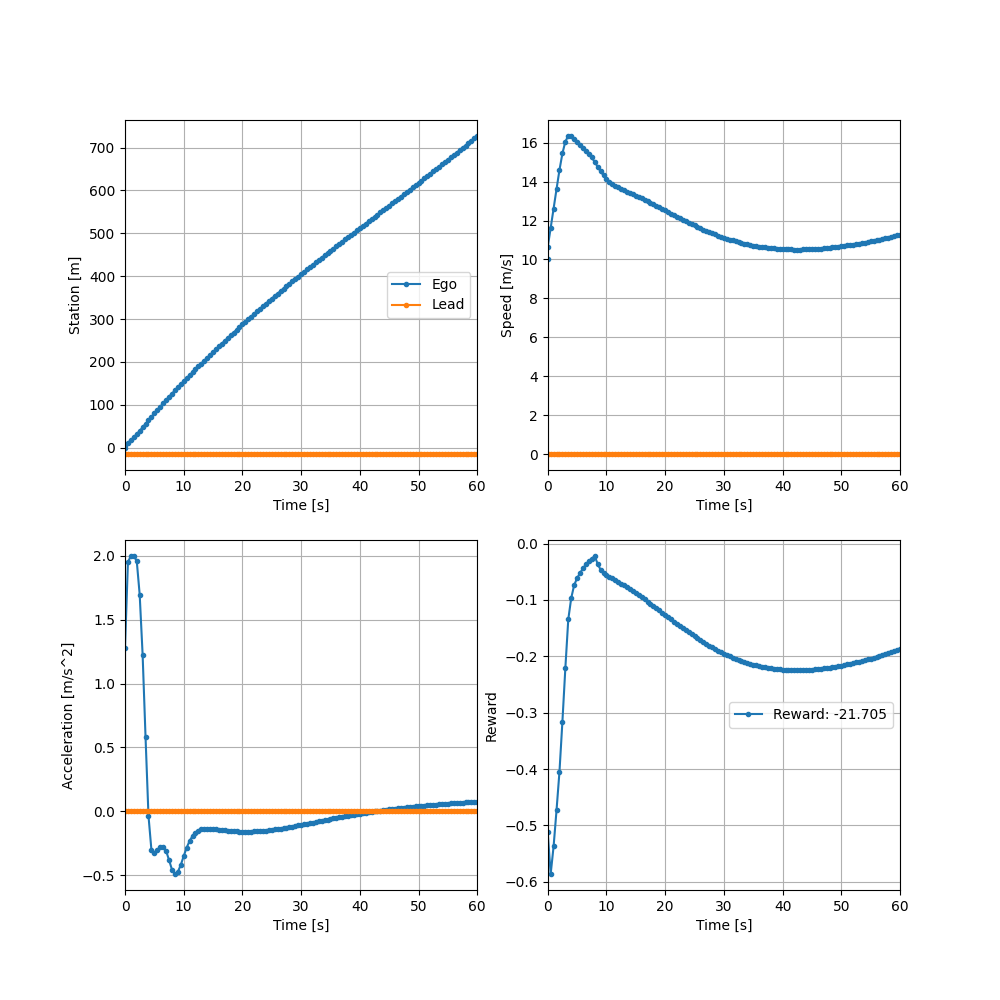 700
600
500
400
300
200
100
0
Station [m]
Ego
Lead
0 10 20 30 40 50 60
Time [s]
16
14
12
10
8
6
4
2
0
Speed [m/s]
0 10 20 30 40 50 60
Time [s]
2.0
1.5
1.0
0.5
0.0
−0.5
Acceleration [m/s^2]
0 10 20 30 40 50 60
Time [s]
0.0
−0.1
−0.2
−0.3
−0.4
−0.5
−0.6
Reward
Reward: -21.705
0 10 20 30 40 50 60
Time [s]